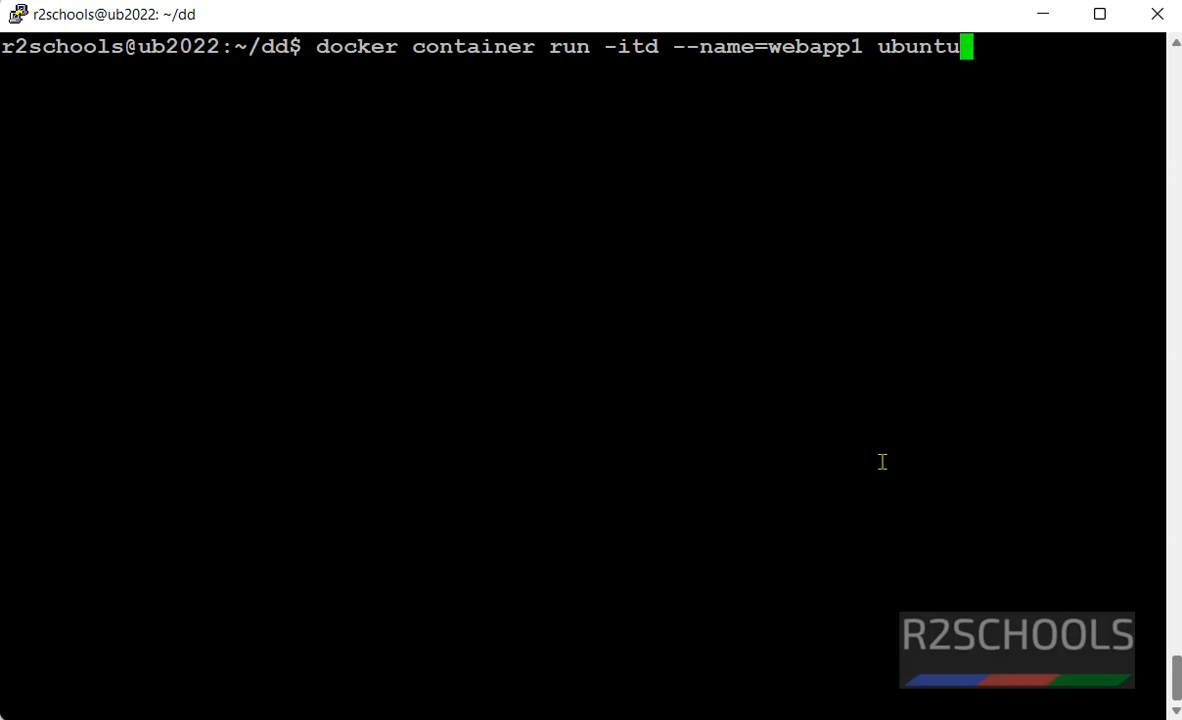 r2schools@ub2022: ~/dd
r2schools@ub2022:~/dd$ docker container run -itd --name=webapp1 ubuntu
R2SCHOOLS